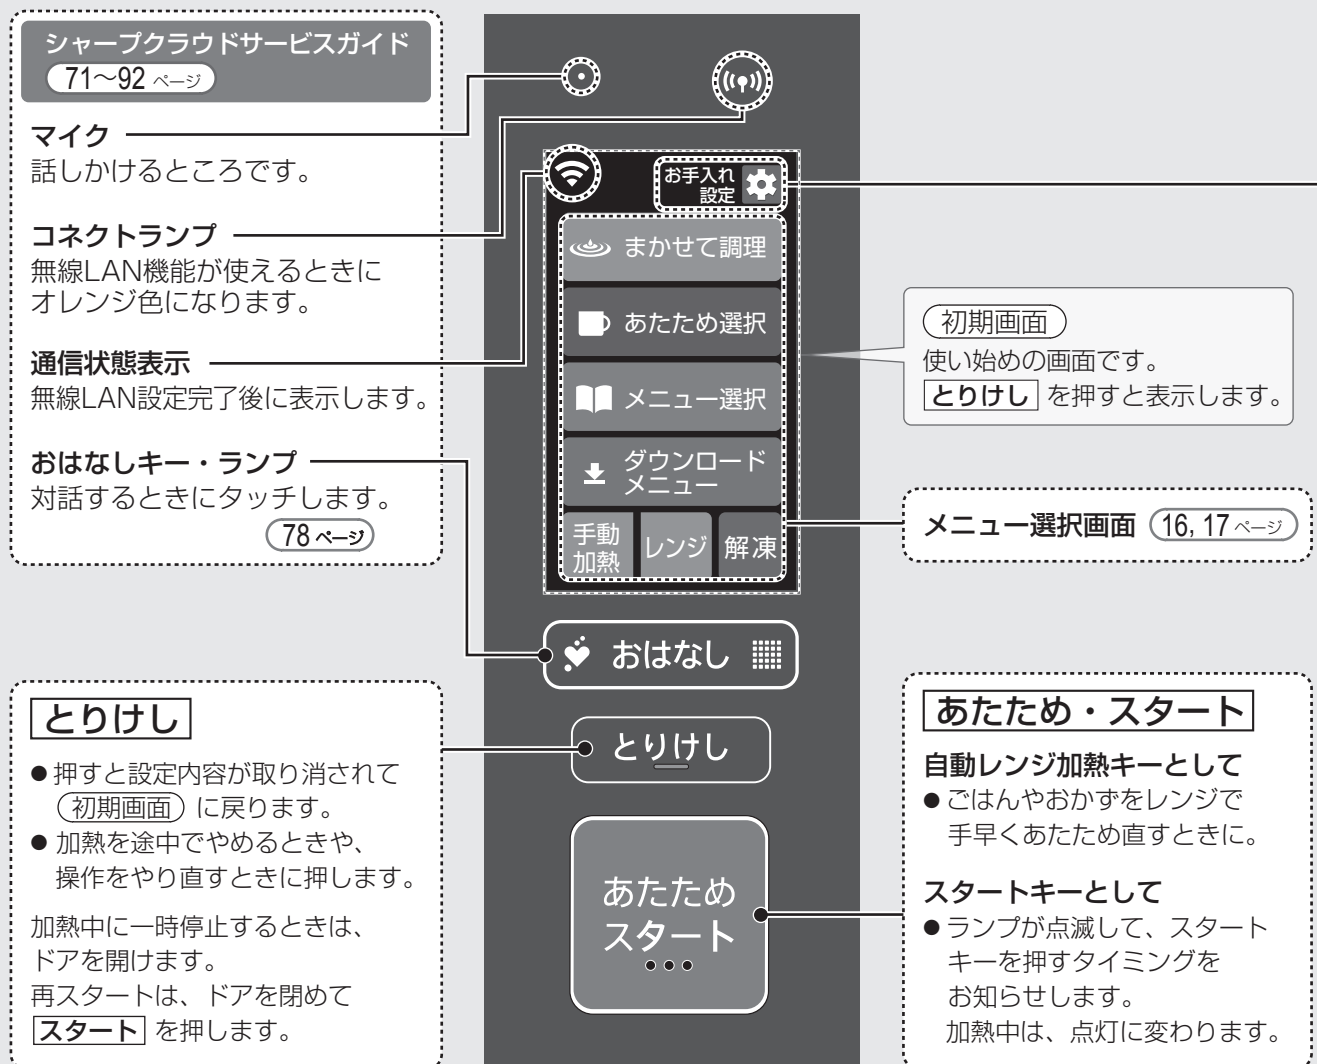 シャープクラウドサービスガイド
71〜92 ページ
マイク
話しかけるところです。
コネクトランプ
無線LAN機能が使えるときに
オレンジ色になります。
通信状態表示
無線LAN設定完了後に表示します。
おはなしキー・ランプ
対話するときにタッチします。
78 ページ
とりけし
●押すと設定内容が取り消されて
初期画面 に戻ります。
●加熱を途中でやめるときや、
操作をやり直すときに押します。
加熱中に一時停止するときは、
ドアを開けます。
再スタートは、ドアを閉めて
スタート を押します。
お手入れ
設定
まかせて調理
あたため選択
メニュー選択
ダウンロード
メニュー
手動
加熱
レンジ
解凍
おはなし
とりけし
あたため
スタート
初期画面
使い始めの画面です。
とりけし を押すと表示します。
メニュー選択画面 16, 17 ページ
あたため・スタート
自動レンジ加熱キーとして
●ごはんやおかずをレンジで
手早くあたため直すときに。
スタートキーとして
●ランプが点滅して、スタート
キーを押すタイミングを
お知らせします。
加熱中は、点灯に変わります。